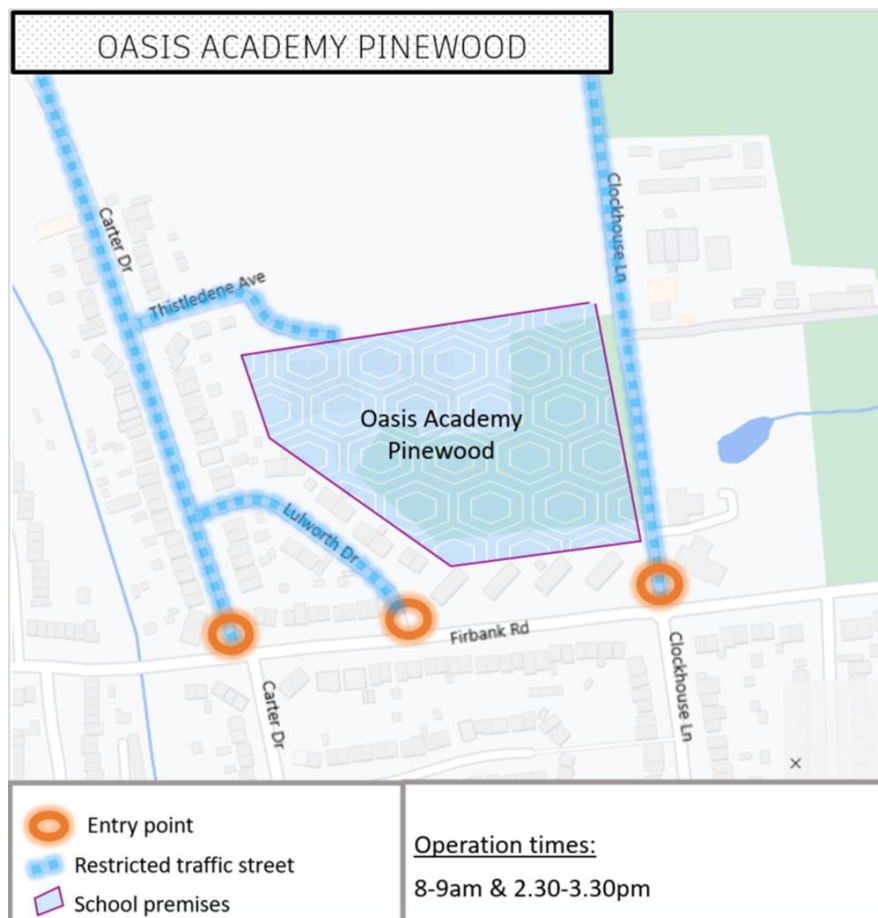 OASIS ACADEMY PINEWOOD
Carter Dr
Clockhouse Ln
Thistledene Ave
Oasis Academy
Pinewood
Lulworth Dr
Firbank Rd
Carter Dr
Clockhouse Ln
Entry point
Restricted traffic street
School premises
Operation times:
8-9am & 2.30-3.30pm